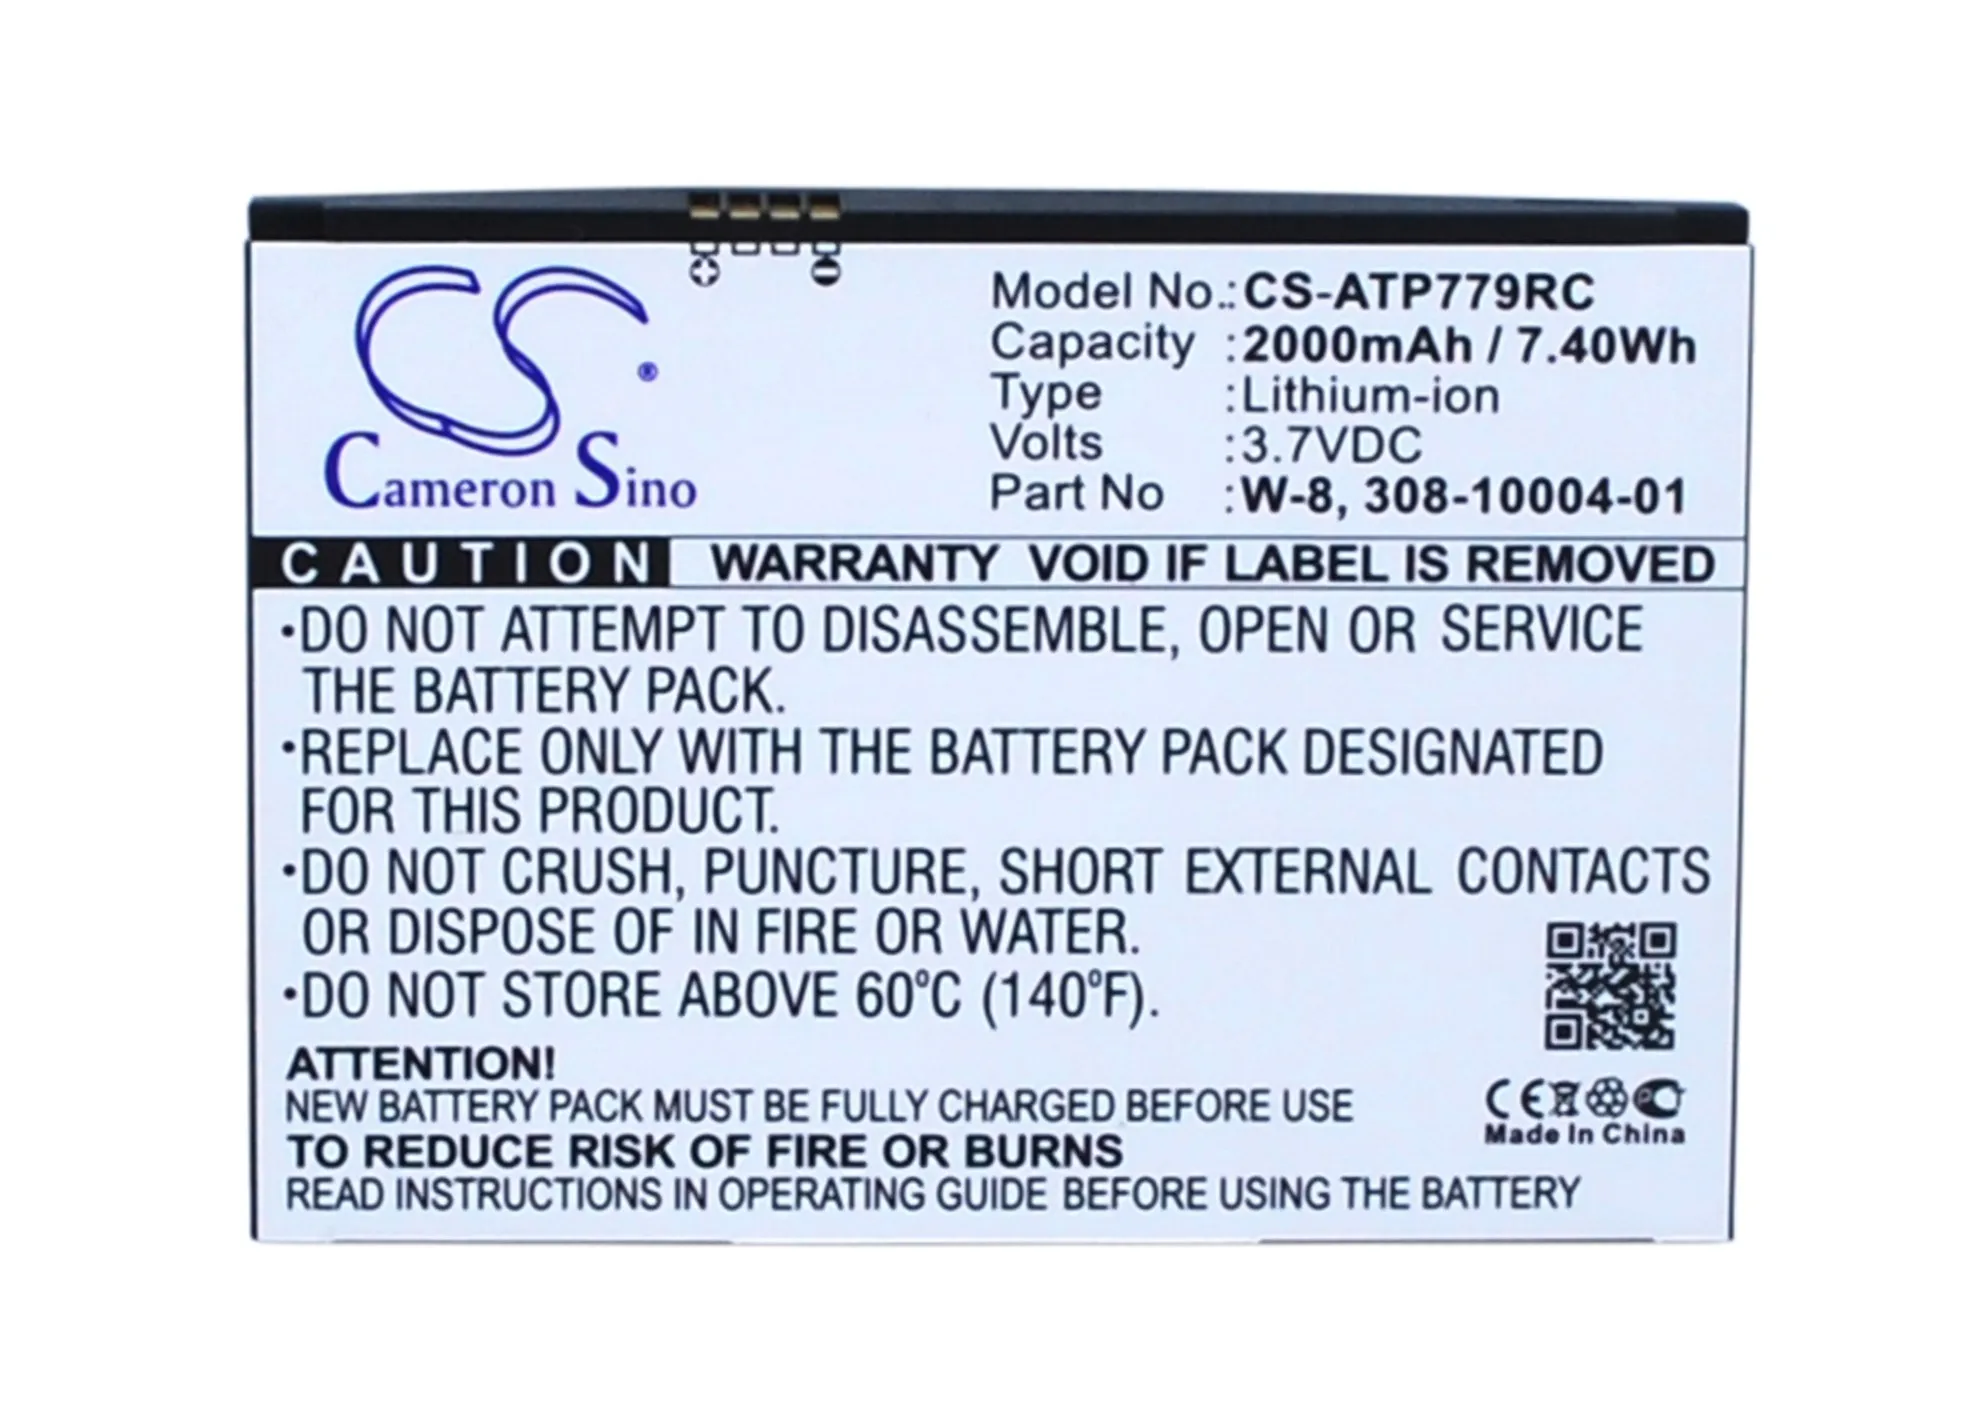 CS®
Cameron Sino
Model No.:CS-ATP779RC
Capacity :2000mAh / 7.40Wh
Type :Lithium-ion
Volts :3.7VDC
Part No :W-8, 308-10004-01
CAUTION WARRANTY VOID IF LABEL IS REMOVED
•DO NOT ATTEMPT TO DISASSEMBLE, OPEN OR SERVICE
THE BATTERY PACK.
•REPLACE ONLY WITH THE BATTERY PACK DESIGNATED
FOR THIS PRODUCT.
•DO NOT CRUSH, PUNCTURE, SHORT EXTERNAL CONTACTS
OR DISPOSE OF IN FIRE OR WATER.
•DO NOT STORE ABOVE 60°C (140°F).
ATTENTION!
NEW BATTERY PACK MUST BE FULLY CHARGED BEFORE USE
TO REDUCE RISK OF FIRE OR BURNS
READ INSTRUCTIONS IN OPERATING GUIDE BEFORE USING THE BATTERY
CE
Made In China